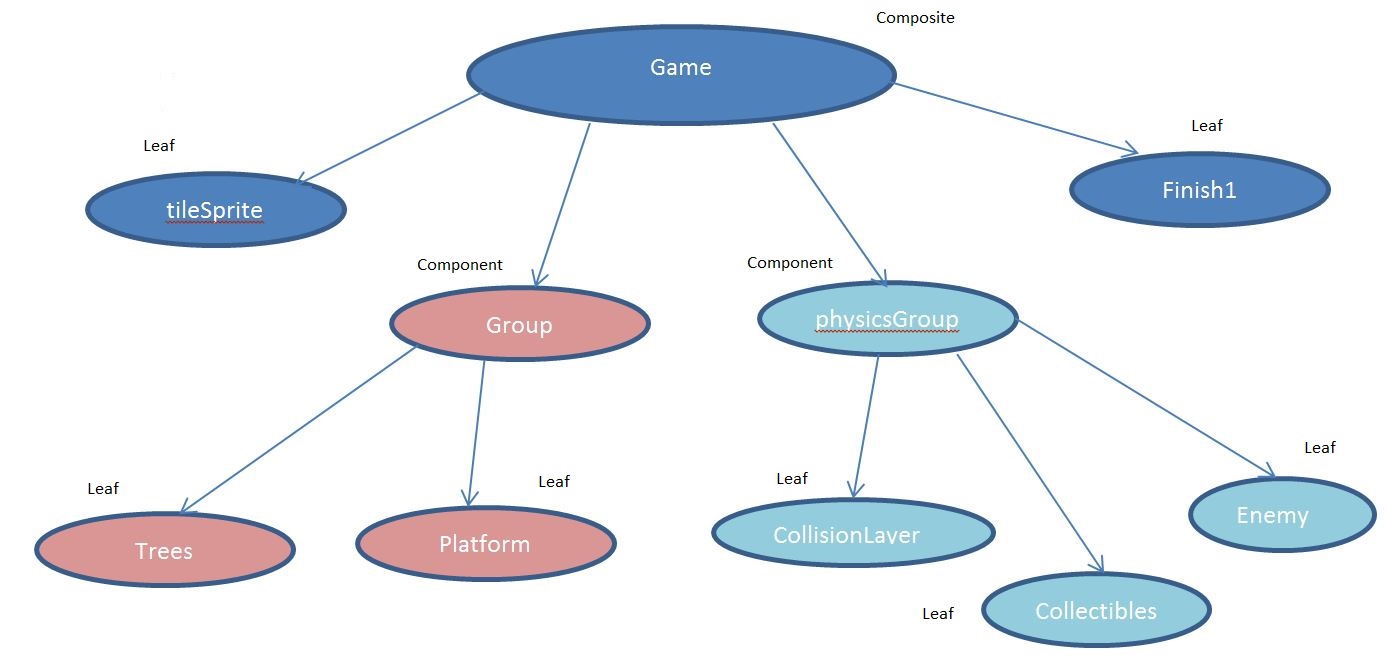 Composite
Game
Leaf
tileSprite
Leaf
Finish1
Component
Group
Component
physicsGroup
Leaf
Trees
Leaf
Platform
Leaf
CollisionLaver
Leaf
Collectibles
Leaf
Enemy